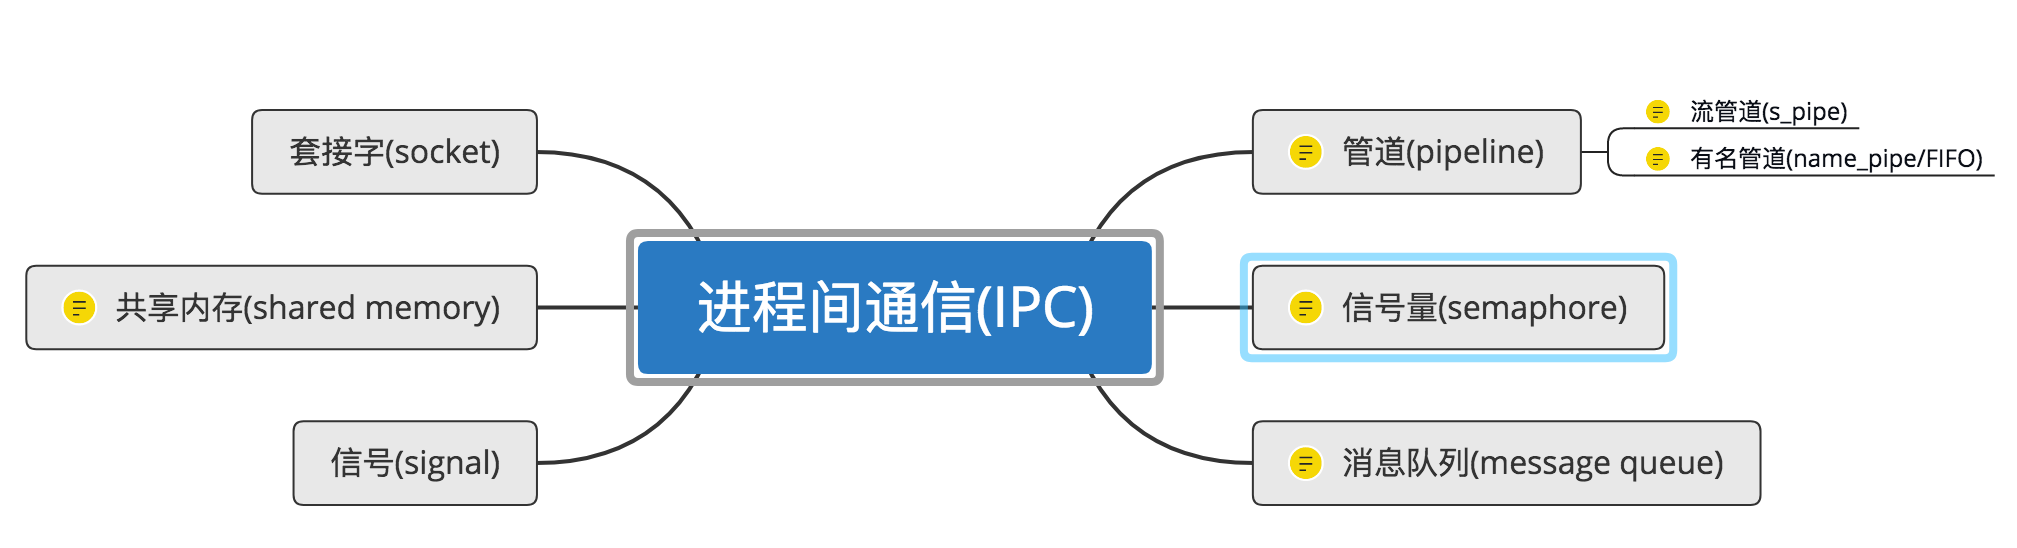 进程间通信(IPC)
管道(pipeline)
流管道(s_pipe)
有名管道(name_pipe/FIFO)
信号量(semaphore)
消息队列(message queue)
套接字(socket)
共享内存(shared memory)
信号(signal)